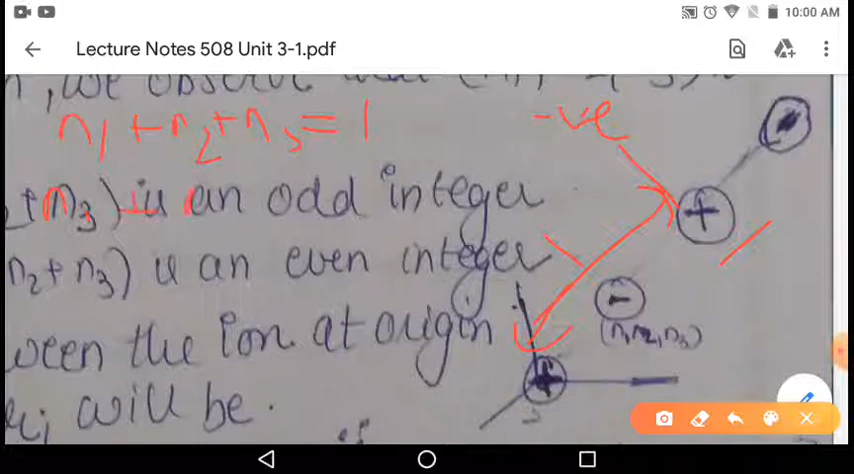 10:00 AM
Lecture Notes 508 Unit 3-1.pdf
, we observe
n1 + n2 + n3 = 1
-ve
+ n3) is an odd integer
+
n2 + n3) is an even integer
-
(n1, n2, n3)
ween the ion at origin
+
will be.